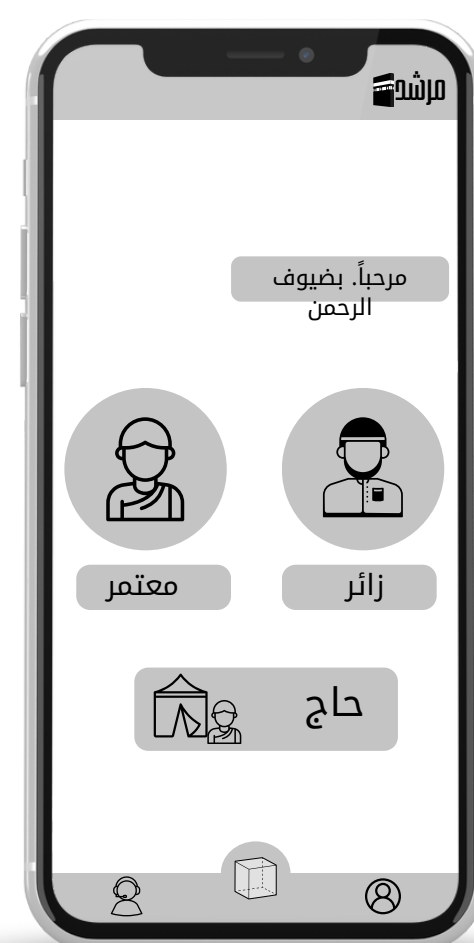 مرشد
مرحباً. بضيوف
الرحمن
زائر
معتمر
حاج